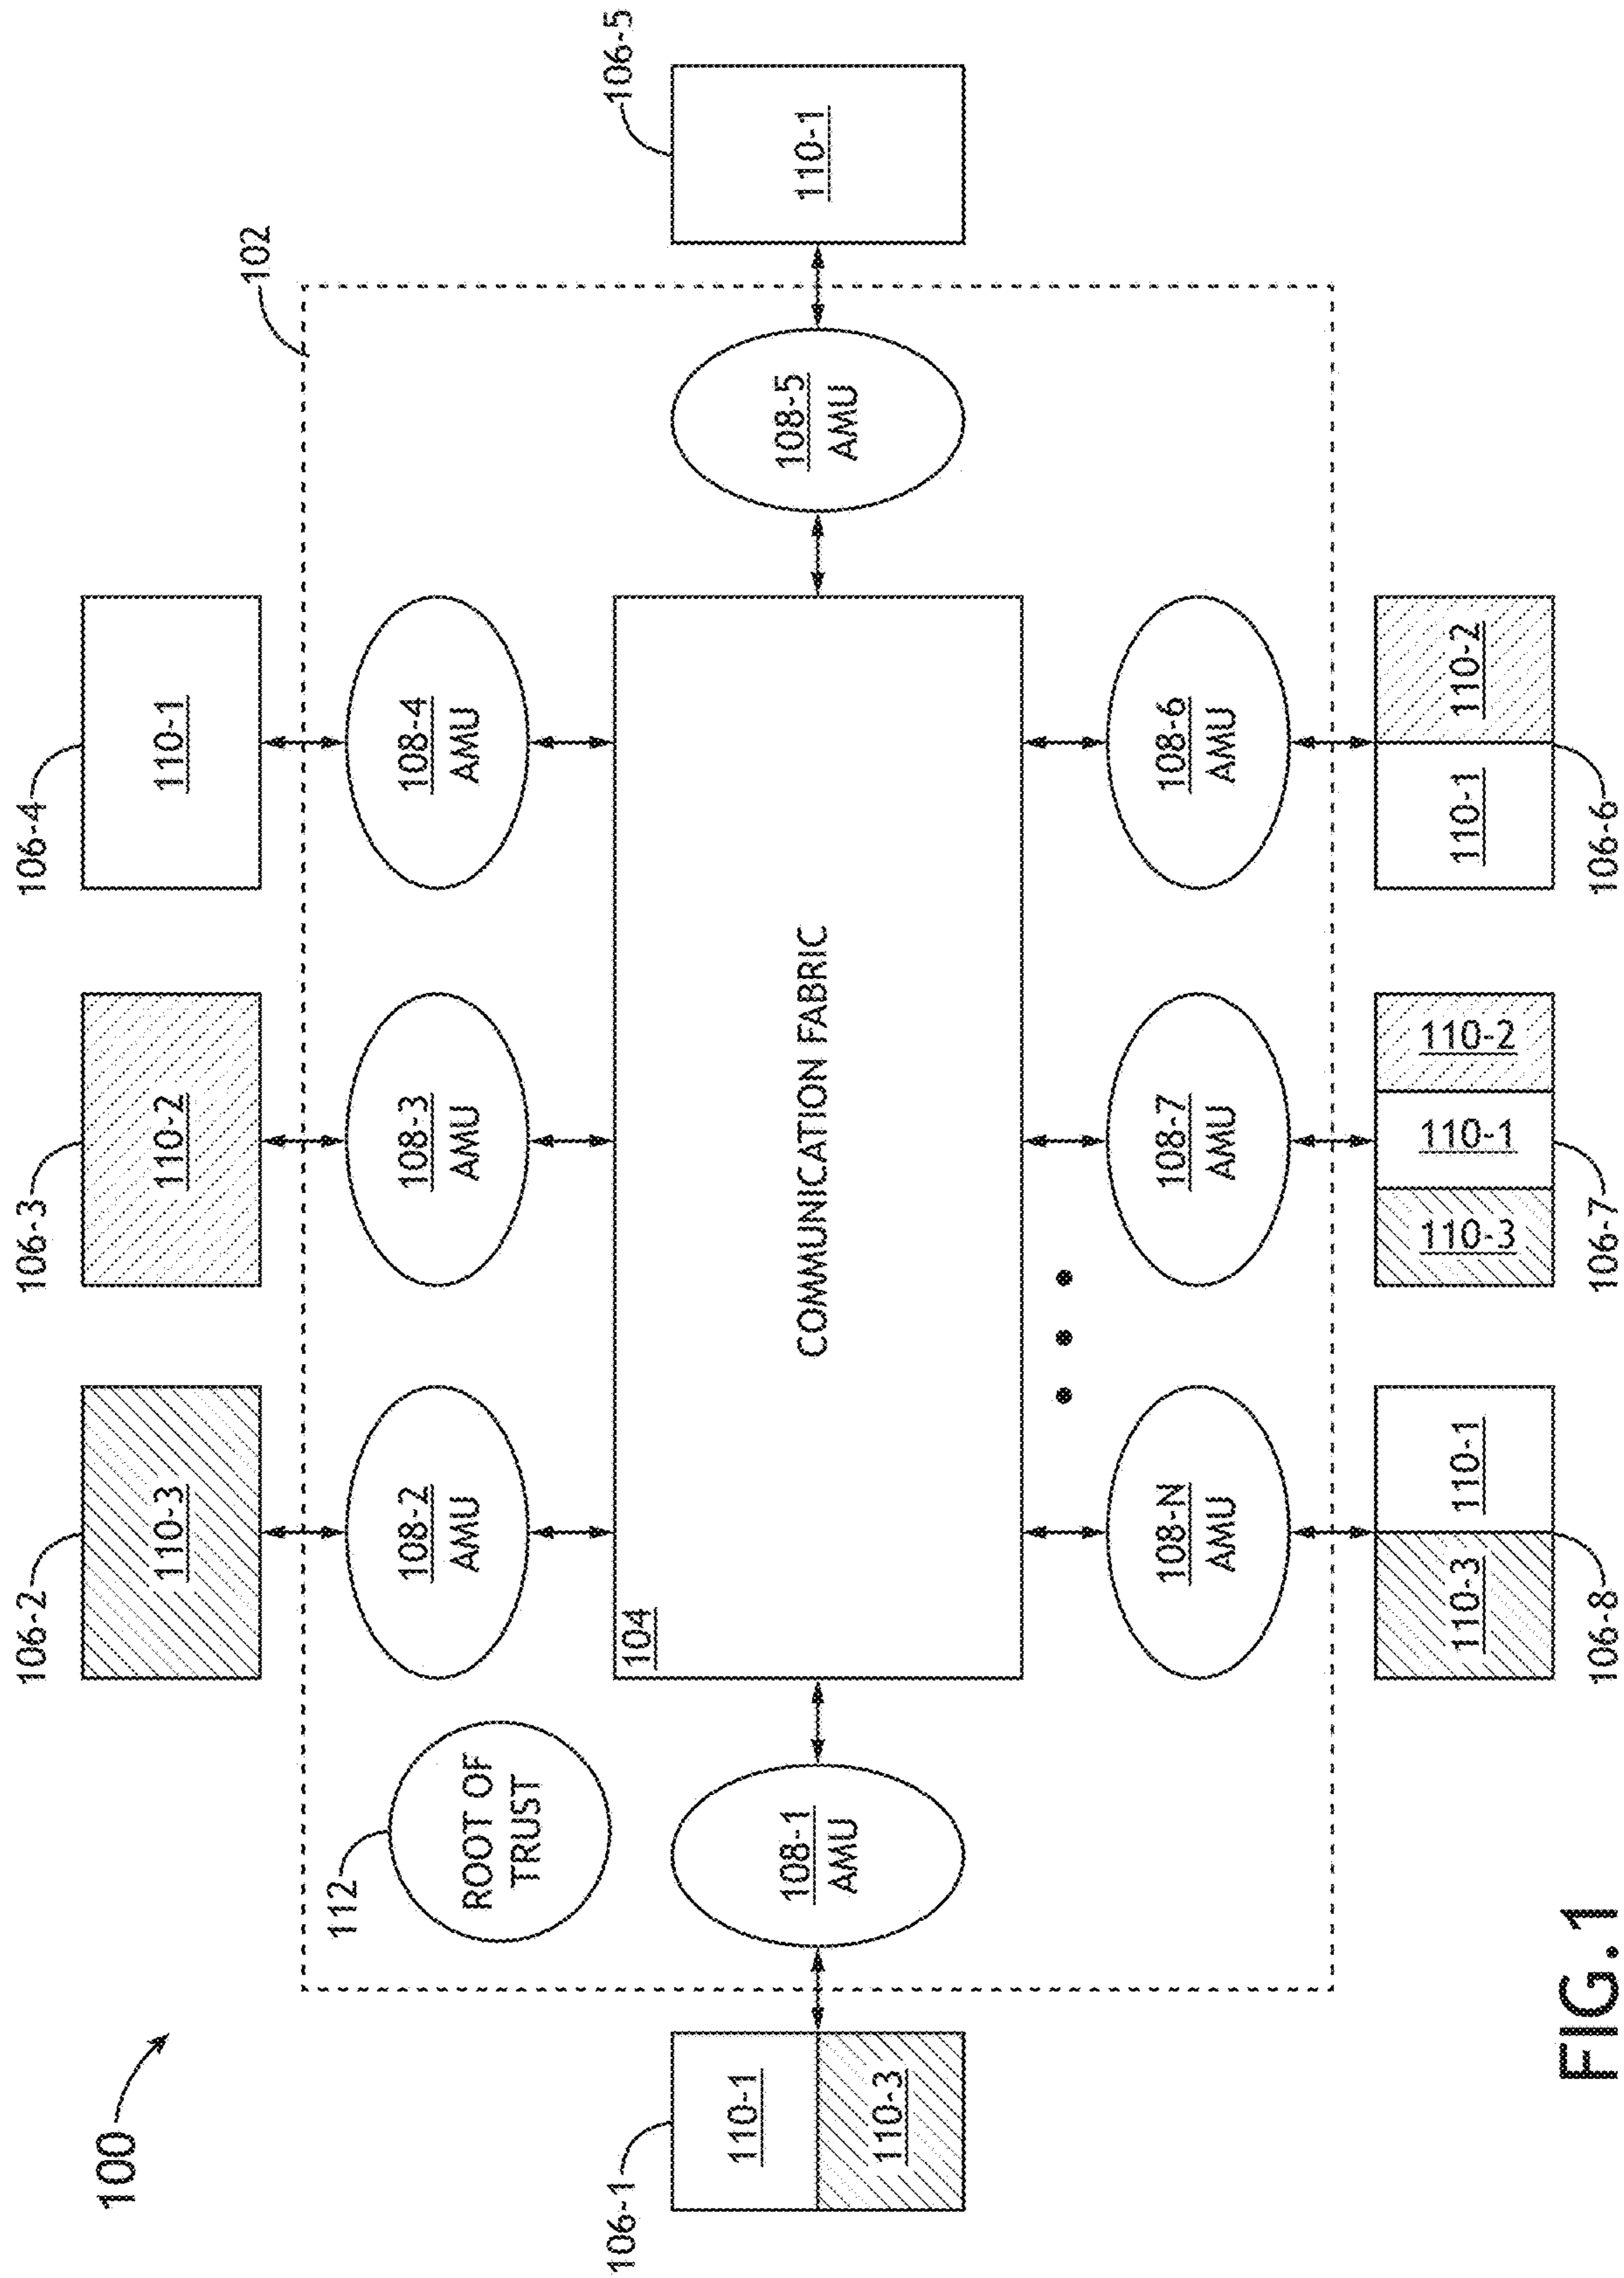 100
106-2
106-3
106-4
110-3
110-2
110-1
102
112
ROOT OF
TRUST
108-2
AMU
108-3
AMU
108-4
AMU
106-1
110-1
110-3
108-1
AMU
104
COMMUNICATION FABRIC
108-5
AMU
106-5
110-1
108-N
AMU
108-7
AMU
108-6
AMU
110-3
110-1
110-3
110-1
110-2
110-1
110-2
106-8
106-7
106-6
FIG.1